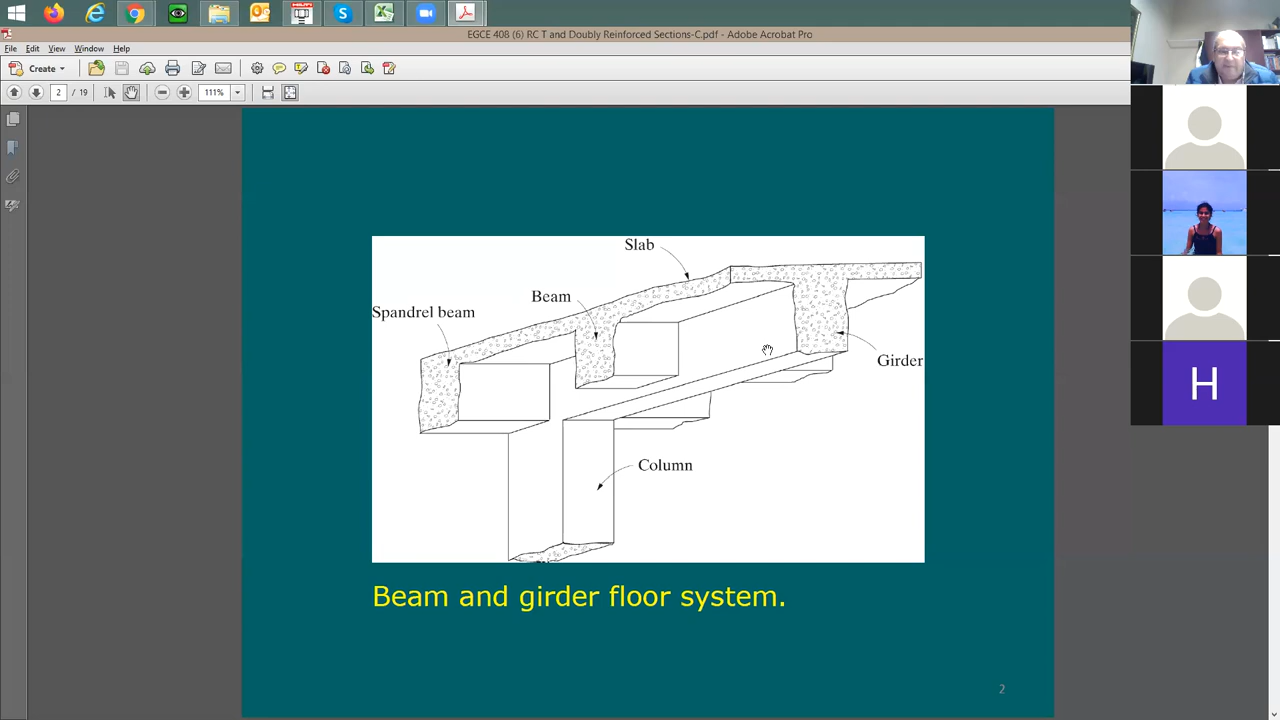 EGCE 408 (6) RC T and Doubly Reinforced Sections-C.pdf - Adobe Acrobat Pro
File Edit View Window Help
Create
2 / 19 111%
Slab
Beam
Spandrel beam
Girder
Column
Beam and girder floor system.
2
H